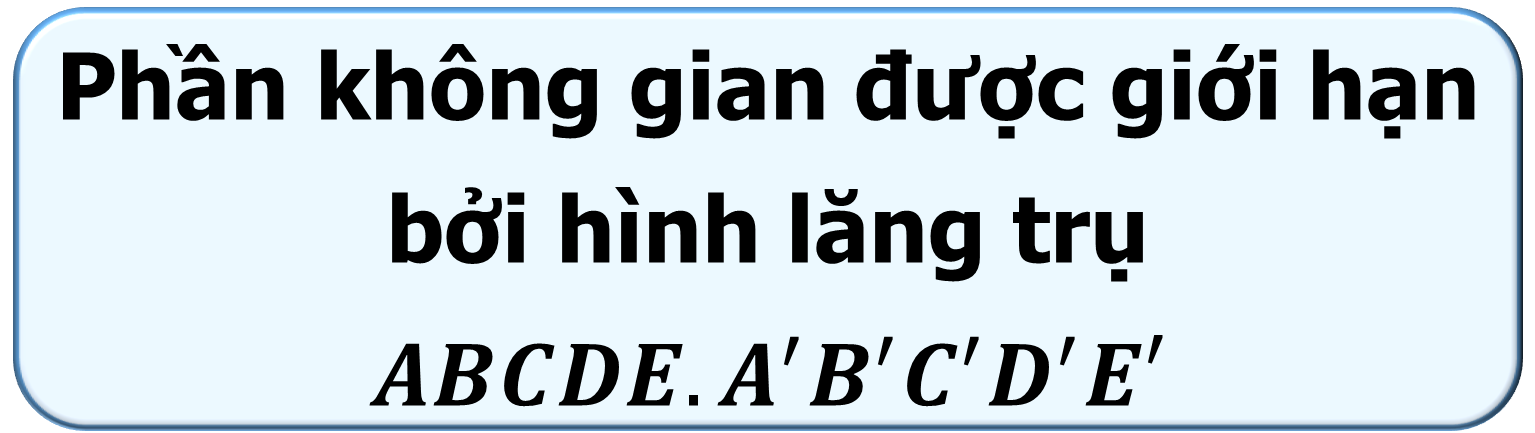 Phần không gian được giới hạn
bởi hình lăng trụ
ABCDE.A′B′C′D′E′